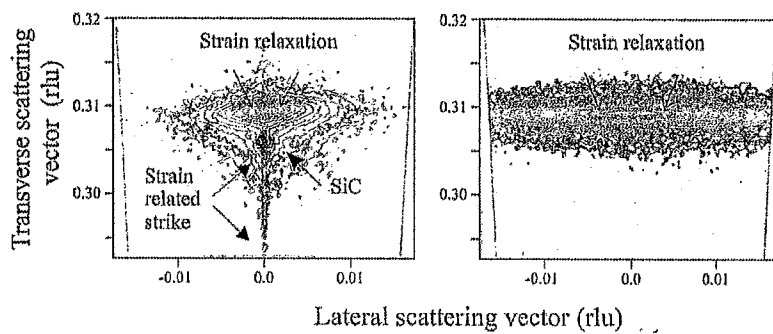 Transverse scattering
vector (rlu)
0.32
0.31
0.30
Strain relaxation
Strain
related
strike
SiC
-0.01
0.0
0.01
0.32
0.31
0.30
Strain relaxation
-0.01
0.0
0.01
Lateral scattering vector (rlu)